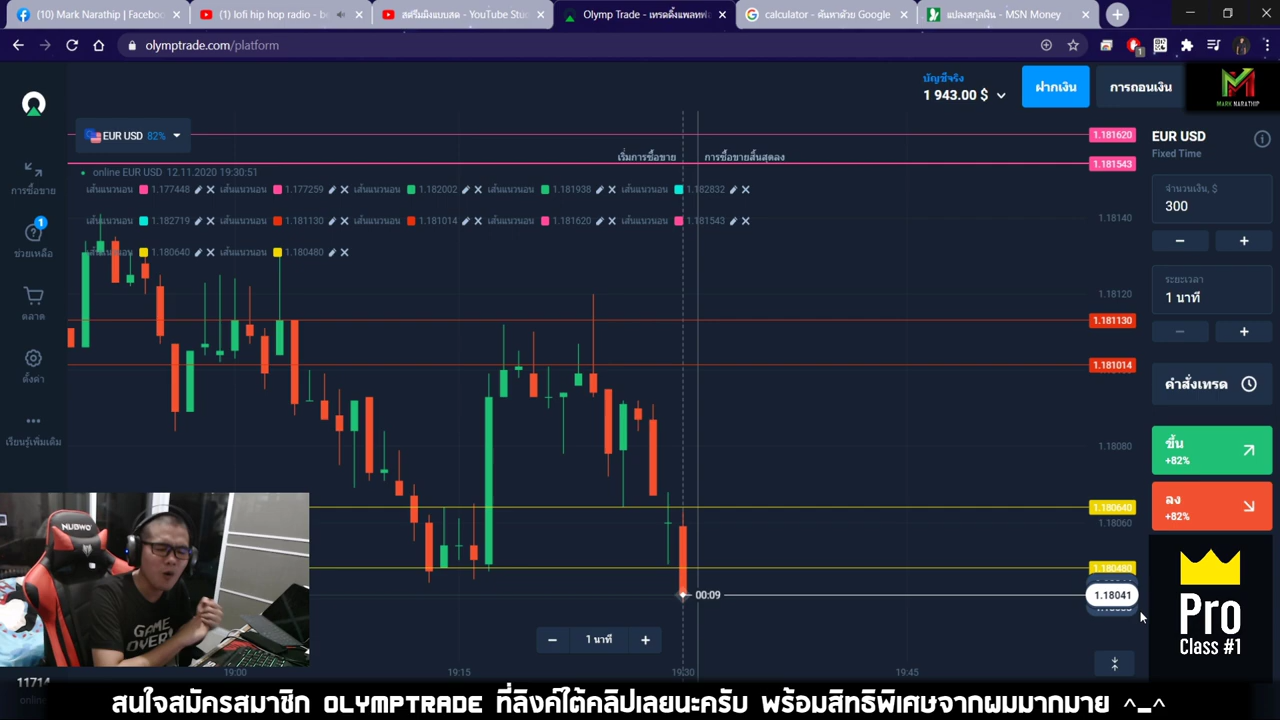 (10) Mark Narathip | Facebo
(1) lofi hip hop radio - be
สตรีมมิงแบบสด - YouTube Stu
Olymp Trade - เทรดดิ้งแพลทฟ
calculator - ค้นหาด้วย Google
แปลงสกุลเงิน - MSN Money
olymptrade.com/platform
1
บัญชีจริง
1 943.00 $
ฝากเงิน
การถอนเงิน
MARK NARATHIP
EUR USD 82%
1.181620
EUR USD
Fixed Time
เริ่มการซื้อขาย
การซื้อขายสิ้นสุดลง
1.181543
online EUR USD 12.11.2020 19:30:51
การซื้อขาย
เส้นแนวนอน 1.177448 เส้นแนวนอน 1.177259 เส้นแนวนอน 1.182002 เส้นแนวนอน 1.181938 เส้นแนวนอน 1.182832
จำนวนเงิน, $
300
1
เส้นแนวนอน 1.182719 เส้นแนวนอน 1.181130 เส้นแนวนอน 1.181014 เส้นแนวนอน 1.181620 เส้นแนวนอน 1.181543
1.18140
ช่วยเหลือ
เส้นแนวนอน 1.180640 เส้นแนวนอน 1.180480
− +
ระยะเวลา
1 นาที
1.18120
ตลาด
1.181130
− +
1.181014
ตั้งค่า
คำสั่งเทรด
เรียนรู้เพิ่มเติม
1.18080
ขึ้น
+82%
ลง
+82%
1.180640
1.18060
1.180480
00:09
1.18041
NUBWO
GAME
OVER!
Pro
Class #1
− 1 นาที +
19:00 19:15 19:30 19:45
11714
online
สนใจสมัครสมาชิก OLYMPTRADE ที่ลิงค์ใต้คลิปเลยนะครับ พร้อมสิทธิพิเศษจากผมมากมาย ^_^